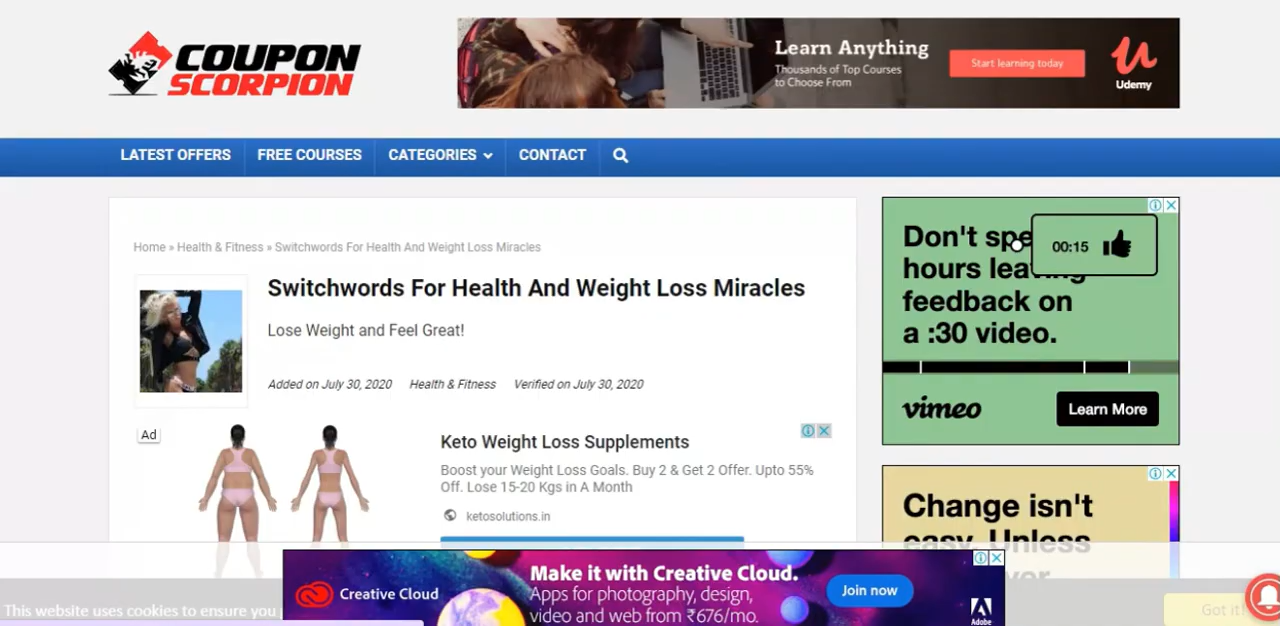 COUPON
SCORPION
Learn Anything
Thousands of Top Courses
to Choose From
Start learning today
Udemy
LATEST OFFERS
FREE COURSES
CATEGORIES
CONTACT
Home » Health & Fitness » Switchwords For Health And Weight Loss Miracles
Switchwords For Health And Weight Loss Miracles
Lose Weight and Feel Great!
Added on July 30, 2020
Health & Fitness
Verified on July 30, 2020
Ad
Keto Weight Loss Supplements
Boost your Weight Loss Goals. Buy 2 & Get 2 Offer. Upto 55%
Off. Lose 15-20 Kgs in A Month
ketosolutions.in
Don't
00:15
hours
feedback on
a :30 video.
vimeo
Learn More
Change isn't
easy. Unless
Creative Cloud
Make it with Creative Cloud.
Apps for photography, design,
video and web from ₹676/mo.
Join now
Adobe
This website uses cookies to ensure you
Got it!